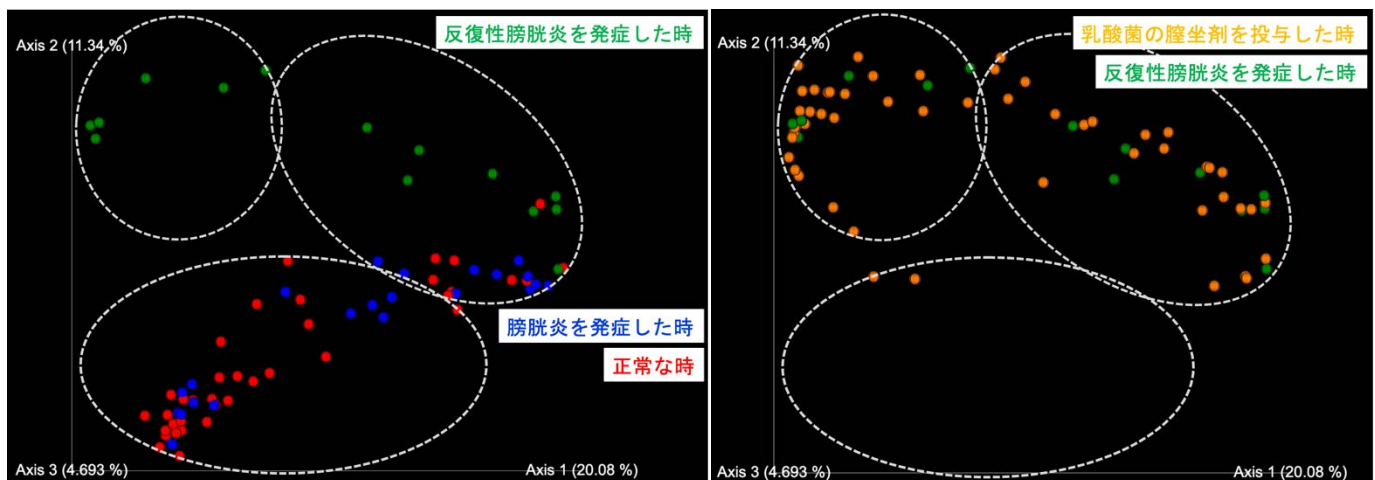 Axis 2 (11.34 %)
反復性膀胱炎を発症した時
膀胱炎を発症した時
正常な時
Axis 3 (4.693 %)
Axis 1 (20.08 %)
Axis 2 (11.34 %)
乳酸菌の膣坐剤を投与した時
反復性膀胱炎を発症した時
Axis 3 (4.693 %)
Axis 1 (20.08 %)